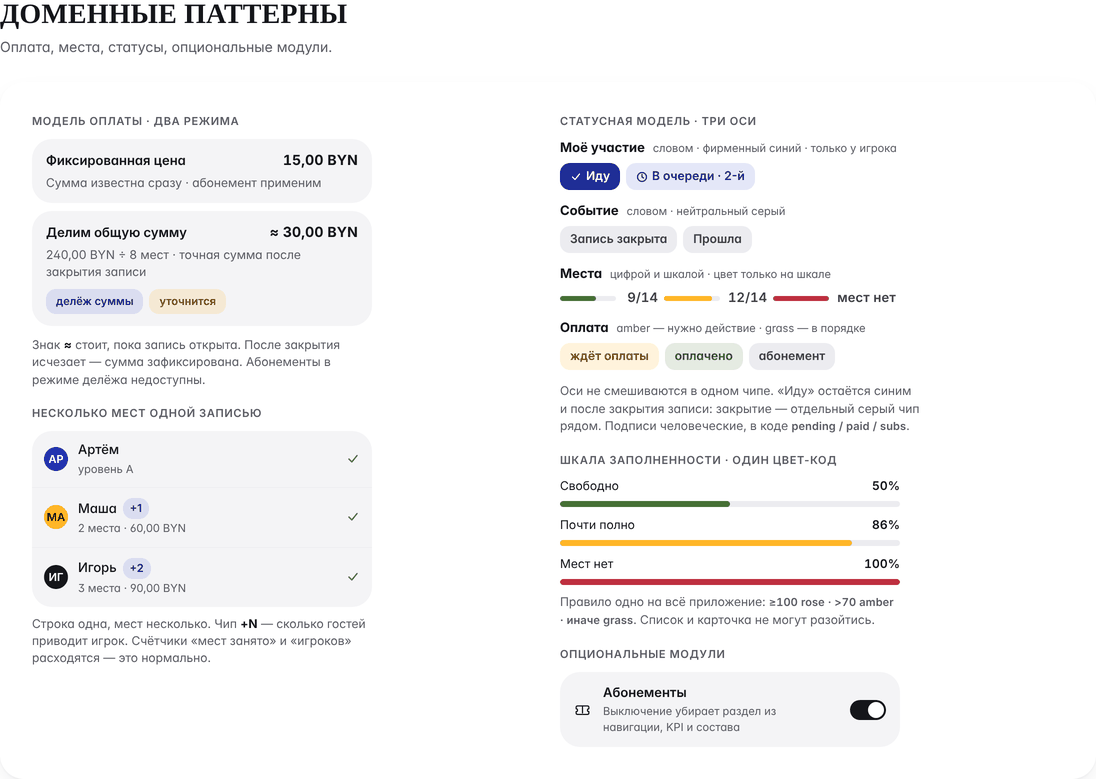 ДОМЕННЫЕ ПАТТЕРНЫ
Оплата, места, статусы, опциональные модули.
МОДЕЛЬ ОПЛАТЫ · ДВА РЕЖИМА
Фиксированная цена 15,00 BYN
Сумма известна сразу · абонемент применим
Делим общую сумму ≈ 30,00 BYN
240,00 BYN ÷ 8 мест · точная сумма после
закрытия записи
делёж суммы уточнится
Знак ≈ стоит, пока запись открыта. После закрытия
исчезает — сумма зафиксирована. Абонементы в
режиме делёжа недоступны.
НЕСКОЛЬКО МЕСТ ОДНОЙ ЗАПИСЬЮ
АР Артём
уровень A
МА Маша +1
2 места · 60,00 BYN
ИГ Игорь +2
3 места · 90,00 BYN
Строка одна, мест несколько. Чип +N — сколько гостей
приводит игрок. Счётчики «мест занято» и «игроков»
расходятся — это нормально.
СТАТУСНАЯ МОДЕЛЬ · ТРИ ОСИ
Моё участие словом · фирменный синий · только у игрока
Иду В очереди · 2-й
Событие словом · нейтральный серый
Запись закрыта Прошла
Места цифрой и шкалой · цвет только на шкале
9/14 12/14 мест нет
Оплата amber — нужно действие · grass — в порядке
ждёт оплаты оплачено абонемент
Оси не смешиваются в одном чипе. «Иду» остаётся синим
и после закрытия записи: закрытие — отдельный серый чип
рядом. Подписи человеческие, в коде pending / paid / subs.
ШКАЛА ЗАПОЛНЕННОСТИ · ОДИН ЦВЕТ-КОД
Свободно 50%
Почти полно 86%
Мест нет 100%
Правило одно на всё приложение: ≥100 rose · >70 amber
· иначе grass. Список и карточка не могут разойтись.
ОПЦИОНАЛЬНЫЕ МОДУЛИ
Абонементы
Выключение убирает раздел из
навигации, KPI и состава